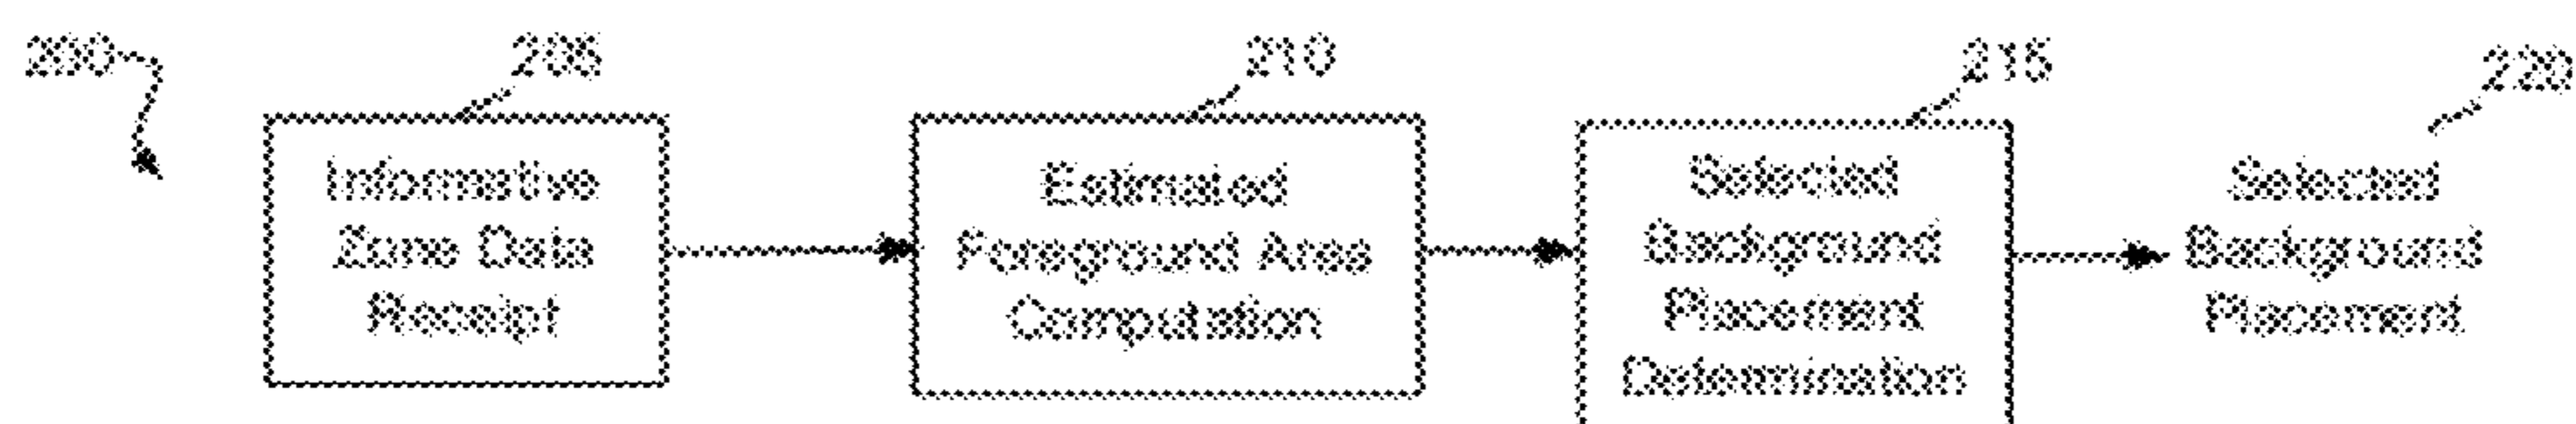 200
205
210
215
220
Informative
Zone Data
Receipt
Estimated
Foreground Area
Computation
Selected
Background
Placement
Determination
Selected
Background
Placement